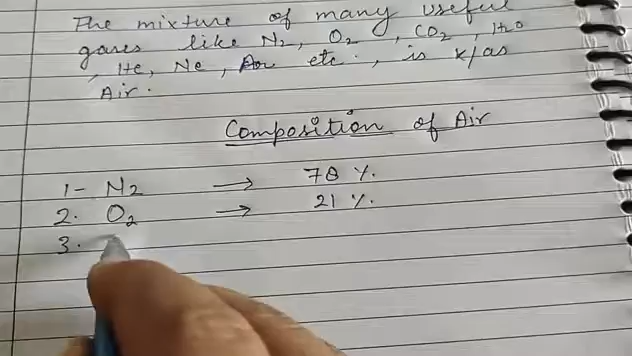 The mixture of many useful
gases like N2, O2, CO2, H2O
, He, Ne, Ar etc., is k/as
Air.
Composition of Air
1- N2 → 78 %.
2. O2 → 21 %.
3.